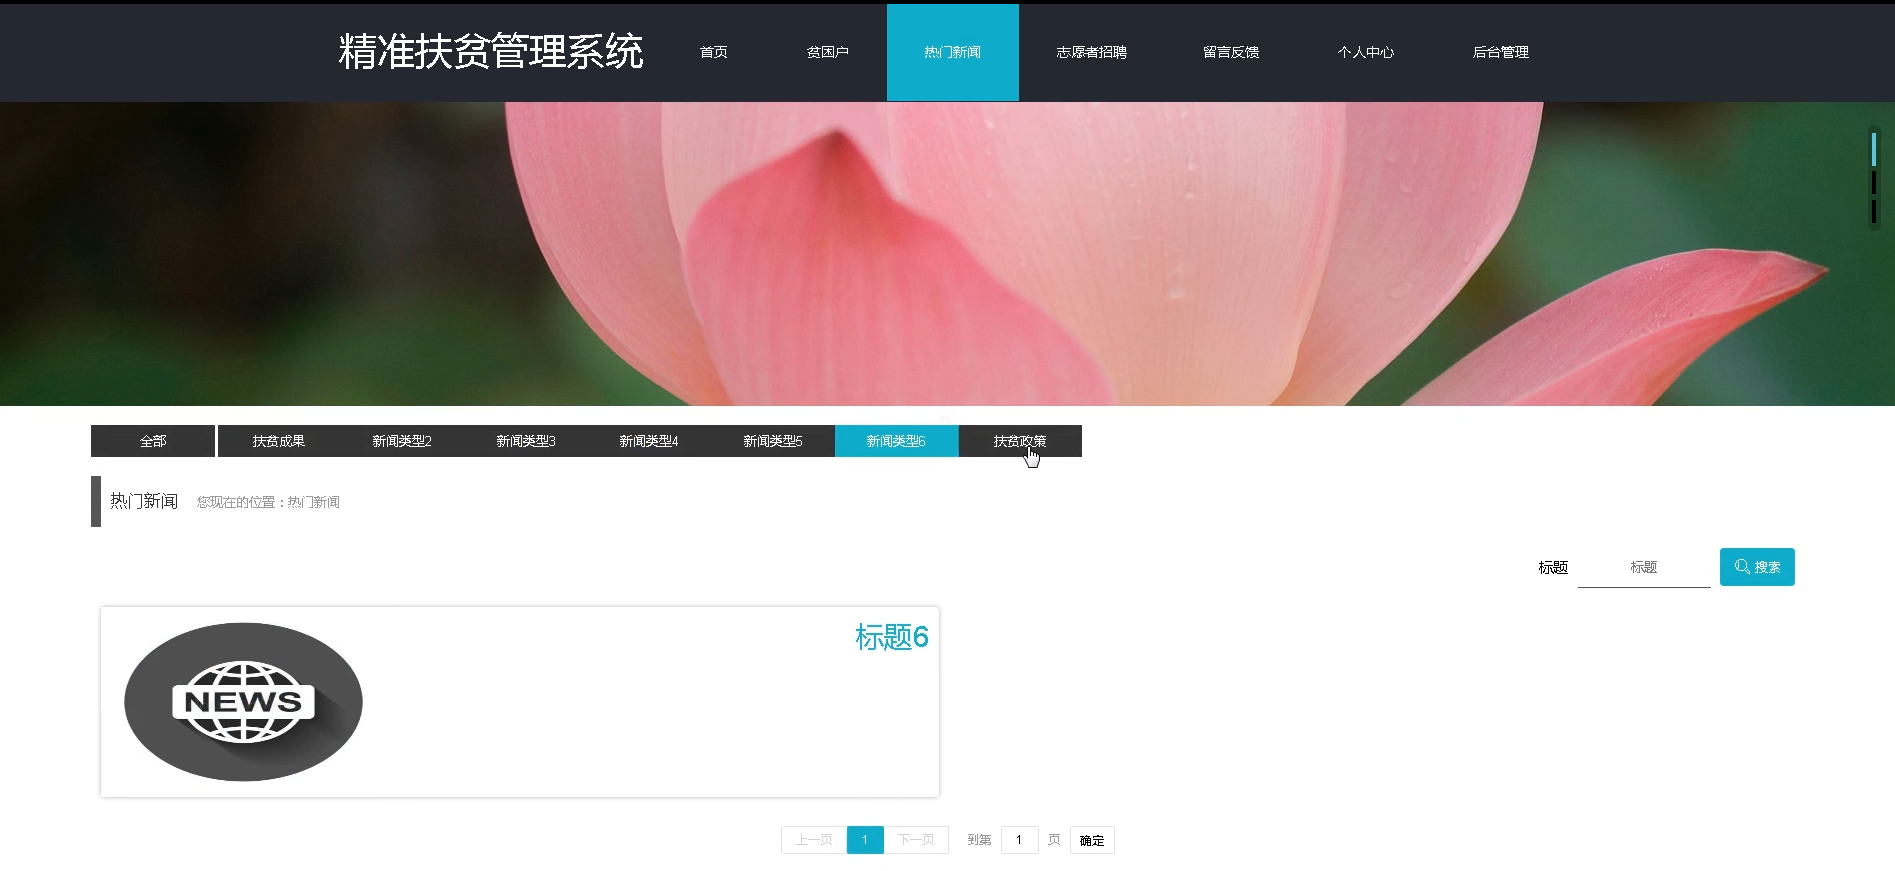 精准扶贫管理系统 首页 贫困户 热门新闻 志愿者招聘 留言反馈 个人中心 后台管理
全部 扶贫成果 新闻类型2 新闻类型3 新闻类型4 新闻类型5 新闻类型6 扶贫政策
热门新闻 您现在的位置：热门新闻
标题 标题 搜索
标题6
NEWS
上一页 1 下一页 到第 1 页 确定